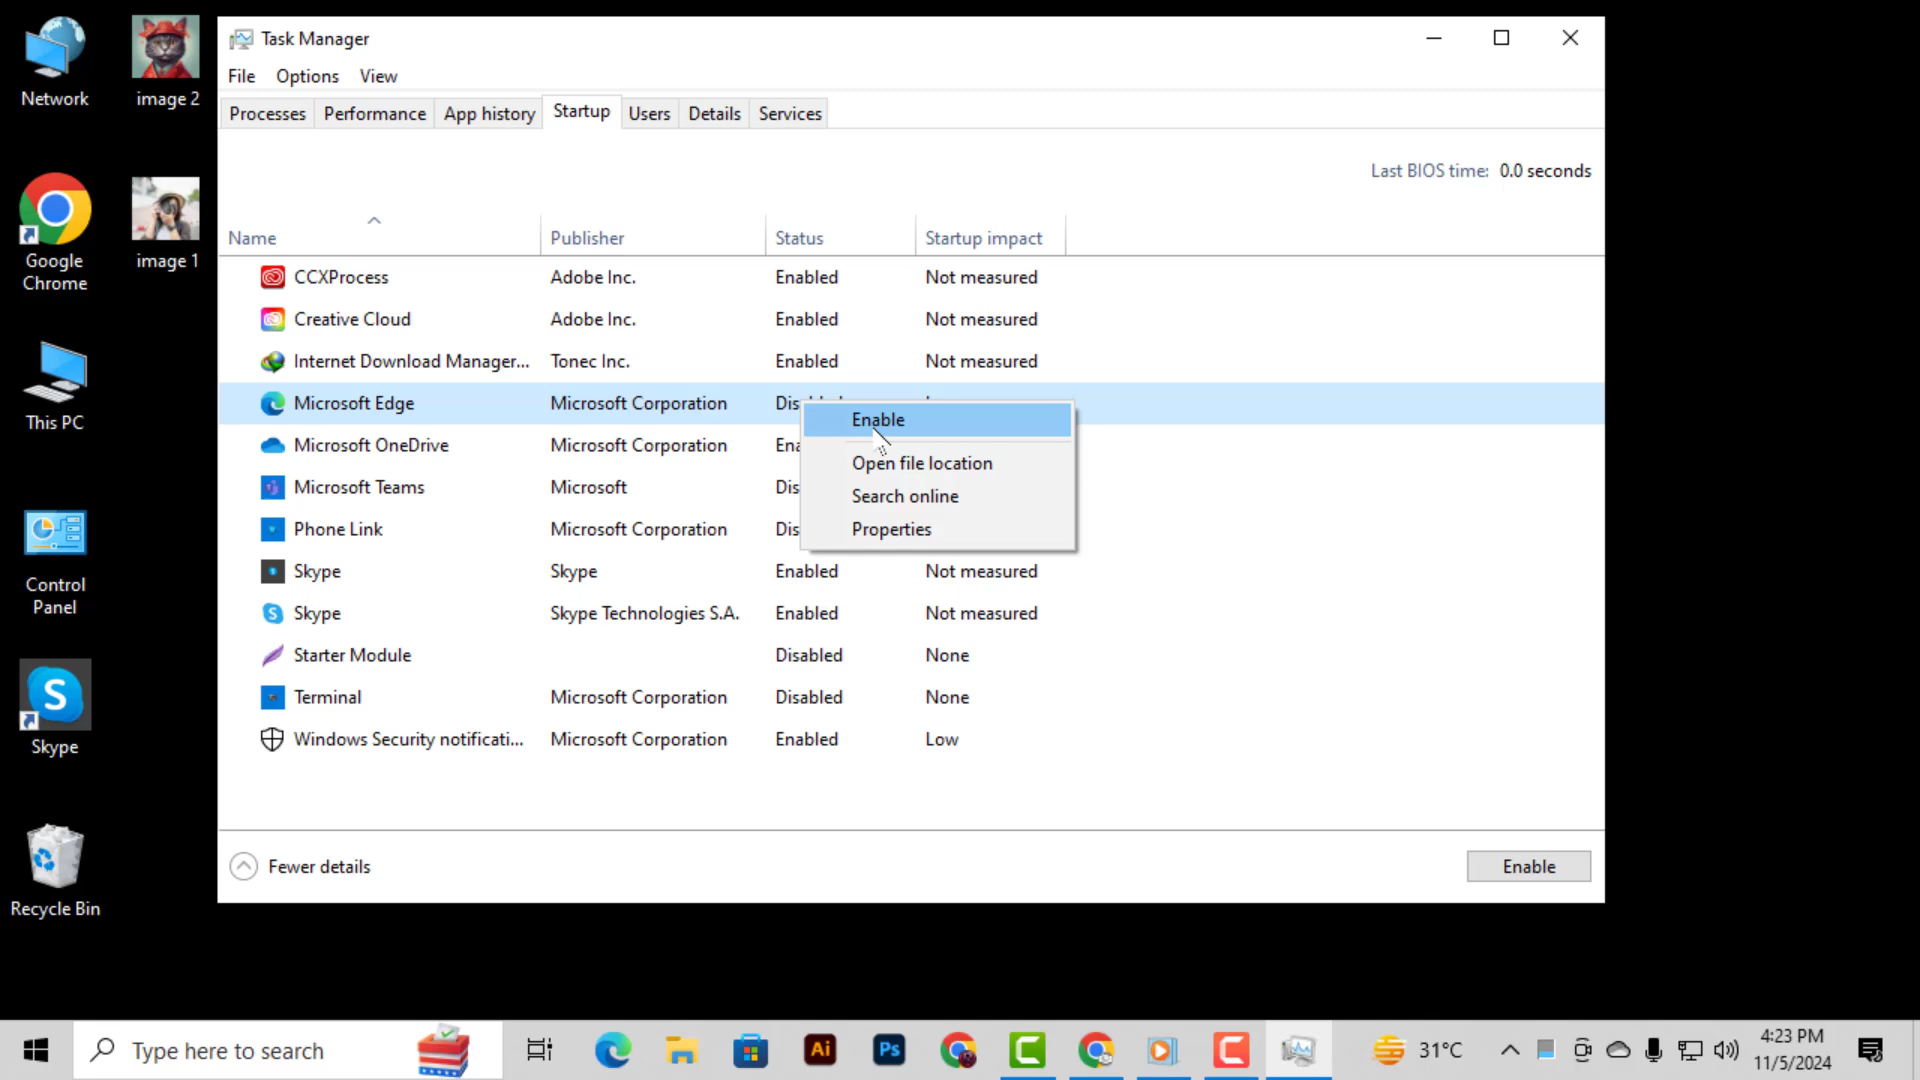 Network
image 2
Google
Chrome
image 1
This PC
Control
Panel
S
Skype
Recycle Bin
Task Manager
File Options View
Processes Performance App history Startup Users Details Services
Last BIOS time: 0.0 seconds
Name Publisher Status Startup impact
CCXProcess Adobe Inc. Enabled Not measured
Creative Cloud Adobe Inc. Enabled Not measured
Internet Download Manager... Tonec Inc. Enabled Not measured
Microsoft Edge Microsoft Corporation
Enable
Microsoft OneDrive Microsoft Corporation
Open file location
Microsoft Teams Microsoft
Search online
Phone Link Microsoft Corporation
Properties
Skype Skype Enabled Not measured
Skype Skype Technologies S.A. Enabled Not measured
Starter Module Disabled None
Terminal Microsoft Corporation Disabled None
Windows Security notificati... Microsoft Corporation Enabled Low
Fewer details
Enable
Type here to search
Ai
Ps
31°C
4:23 PM
11/5/2024